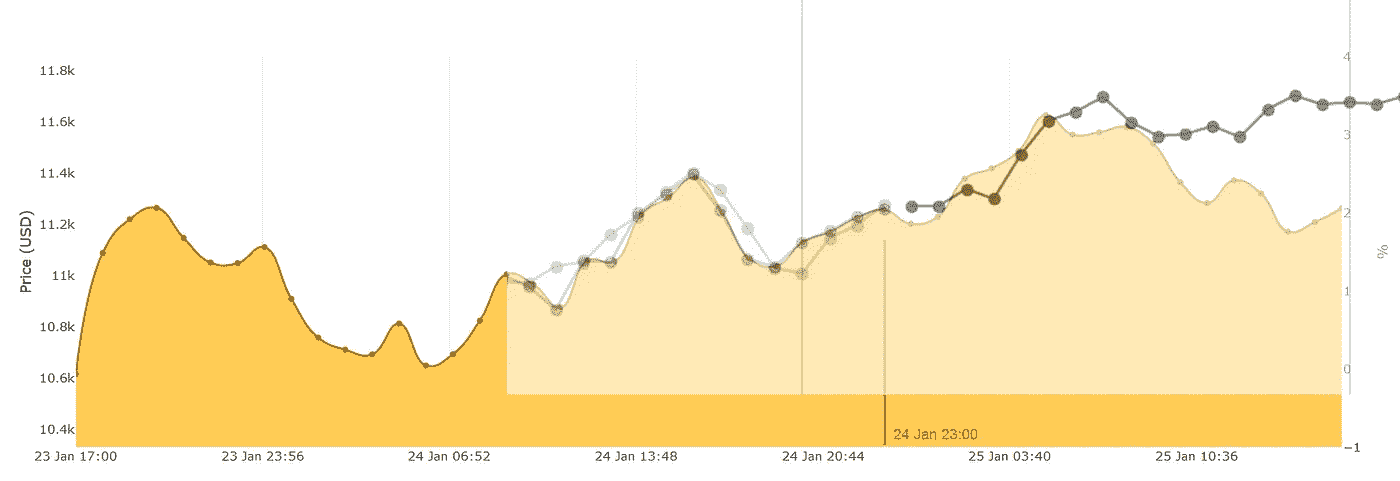 11.8k
11.6k
11.4k
11.2k
11k
10.8k
10.6k
10.4k
Price (USD)
4
3
2
1
0
−1
%
24 Jan 23:00
23 Jan 17:00 23 Jan 23:56 24 Jan 06:52 24 Jan 13:48 24 Jan 20:44 25 Jan 03:40 25 Jan 10:36